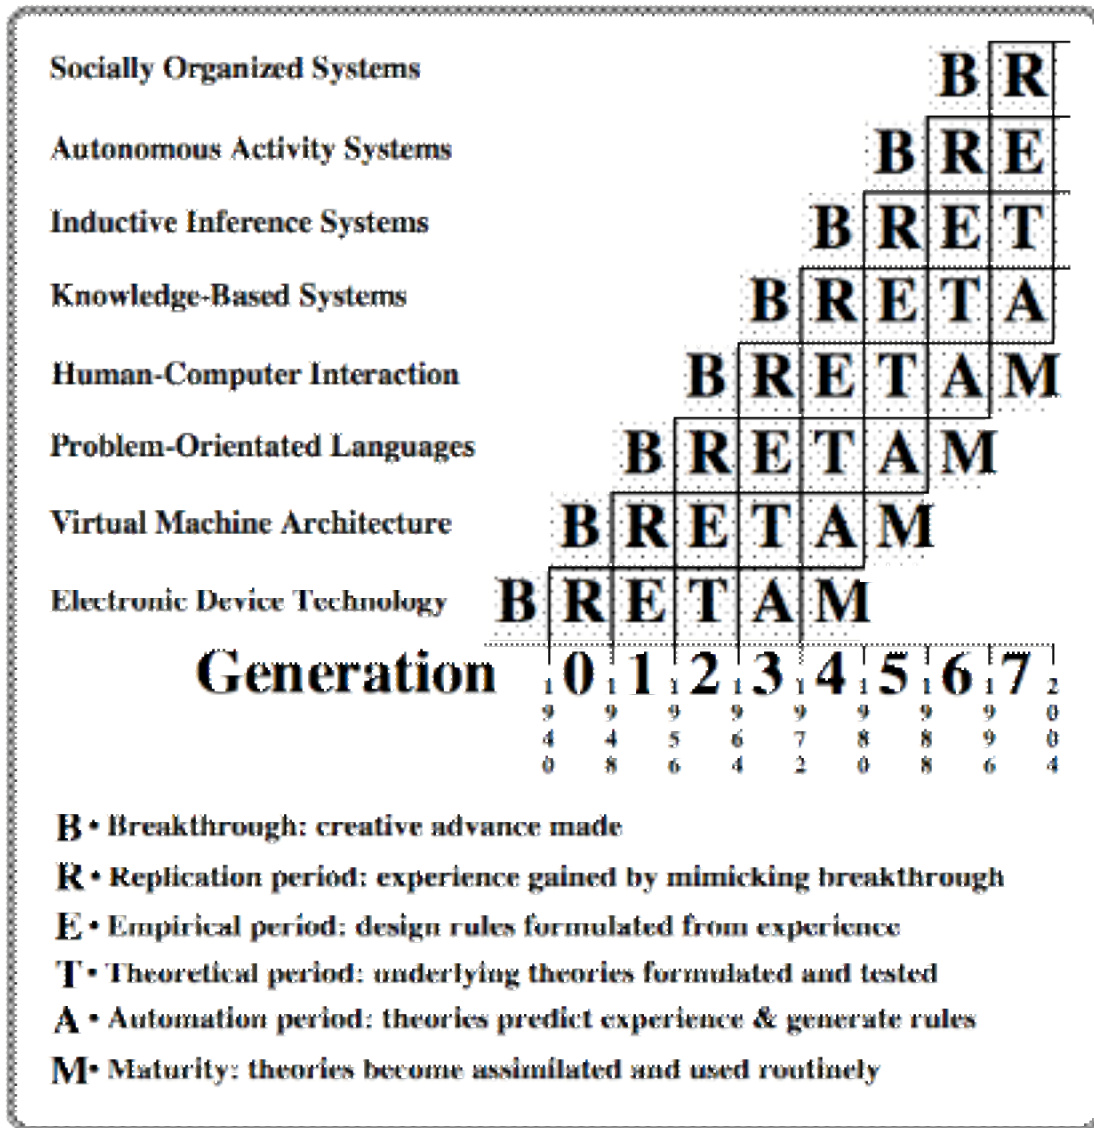 Socially Organized Systems B R
Autonomous Activity Systems B R E
Inductive Inference Systems B R E T
Knowledge-Based Systems B R E T A
Human-Computer Interaction B R E T A M
Problem-Orientated Languages B R E T A M
Virtual Machine Architecture B R E T A M
Electronic Device Technology B R E T A M
Generation 0 1 2 3 4 5 6 7
1940 1948 1956 1964 1972 1980 1988 1996 2004
B • Breakthrough: creative advance made
R • Replication period: experience gained by mimicking breakthrough
E • Empirical period: design rules formulated from experience
T • Theoretical period: underlying theories formulated and tested
A • Automation period: theories predict experience & generate rules
M • Maturity: theories become assimilated and used routinely